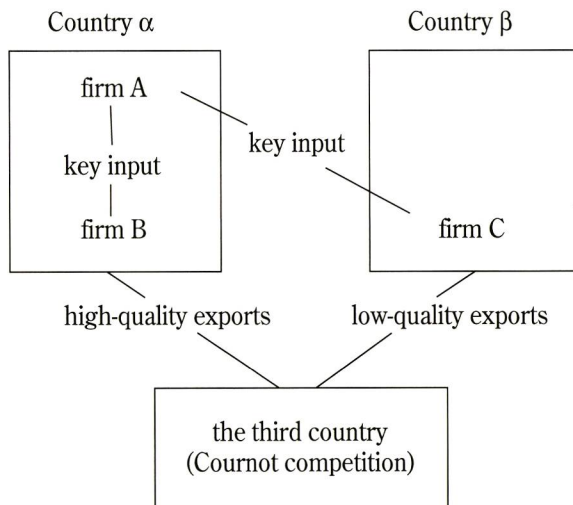 Country α
Country β
firm A
key input
key input
firm B
firm C
high-quality exports
low-quality exports
the third country
(Cournot competition)